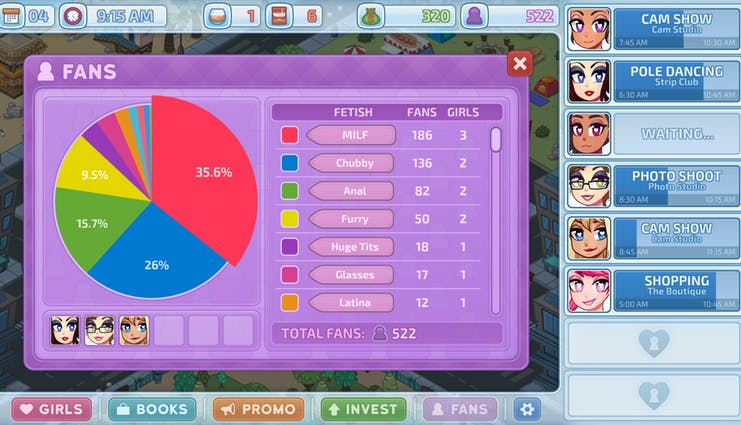 04
9:15 AM
1
6
320
522
FANS
35.6%
26%
15.7%
9.5%
FETISH FANS GIRLS
MILF 186 3
Chubby 136 2
Anal 82 2
Furry 50 2
Huge Tits 18 1
Glasses 17 1
Latina 12 1
TOTAL FANS: 522
CAM SHOW
Cam Studio
7:45 AM 10:30 AM
POLE DANCING
Strip Club
6:30 AM 10:45 AM
WAITING...
PHOTO SHOOT
Photo Studio
8:30 AM 10:15 AM
CAM SHOW
Cam Studio
8:45 AM 11:15 AM
SHOPPING
The Boutique
5:00 AM 10:45 AM
GIRLS
BOOKS
PROMO
INVEST
FANS